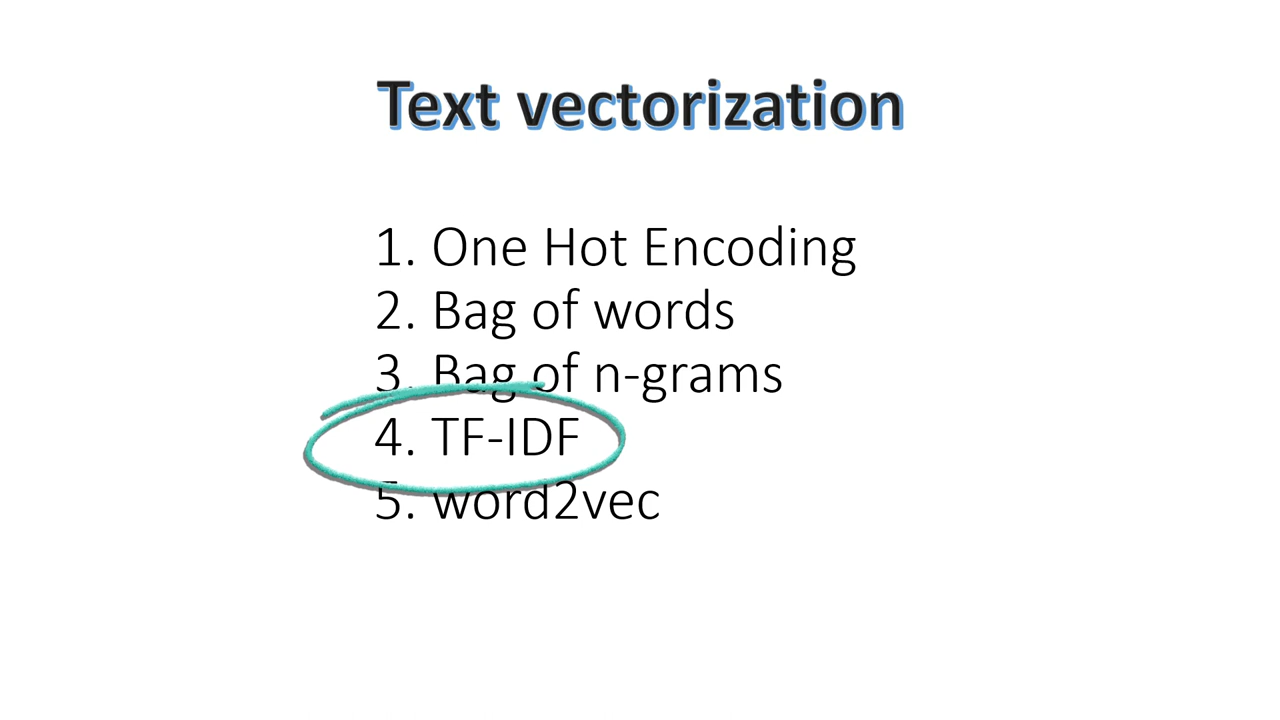 Text vectorization
1. One Hot Encoding
2. Bag of words
3. Bag of n-grams
4. TF-IDF
5. word2vec